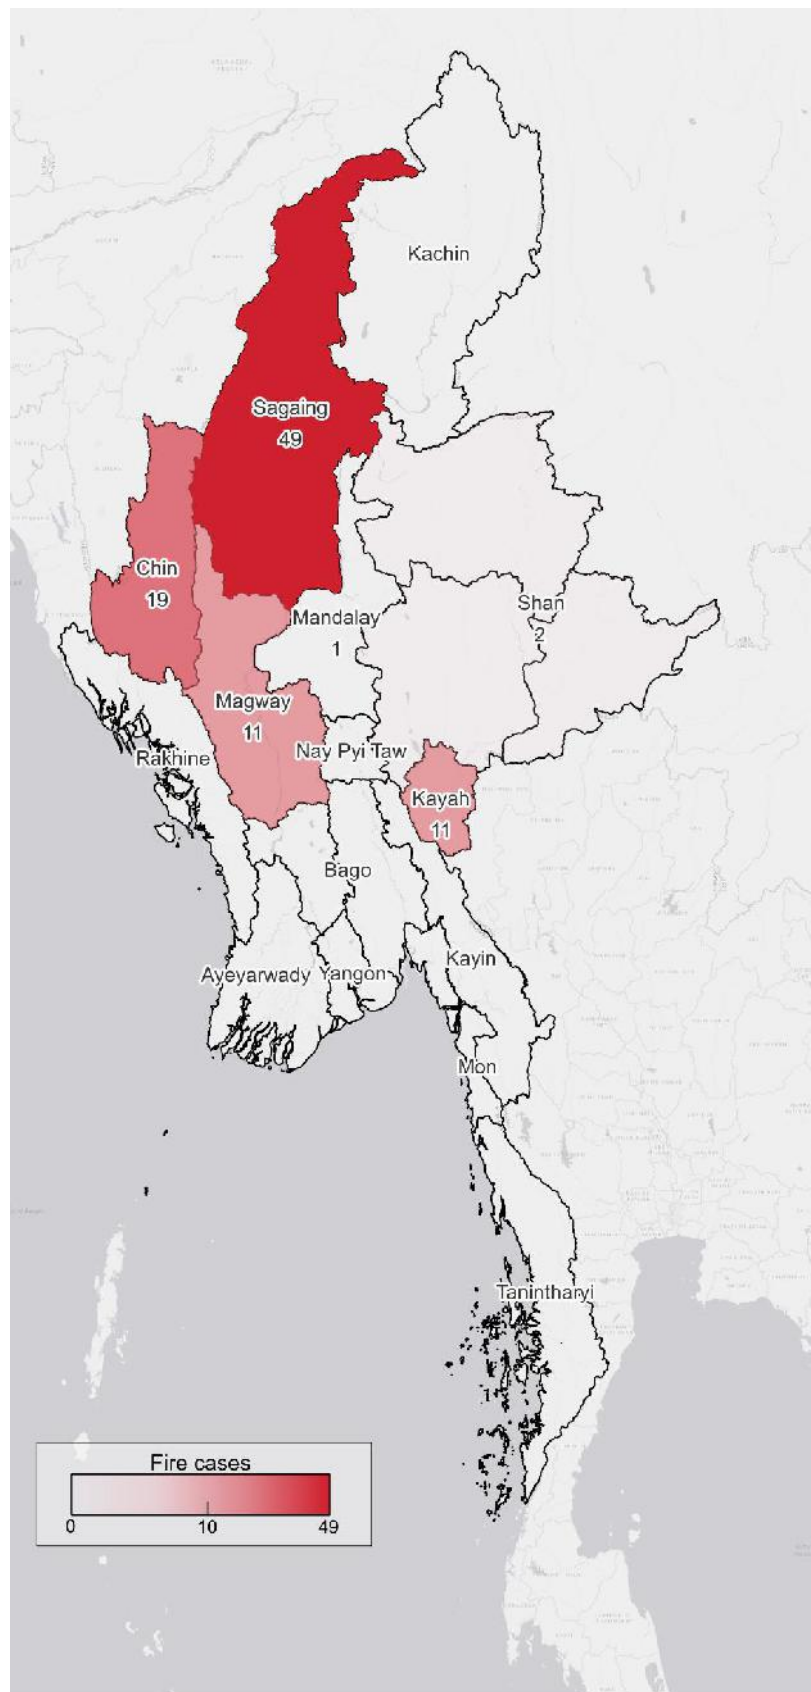 Kachin
Sagaing
49
Chin
19
Mandalay
1
Shan
2
Magway
11
Nay Pyi Taw
Rakhine
Kayah
11
Bago
Kayin
Ayeyarwady
Yangon
Mon
Tanintharyi
Fire cases
0
10
49